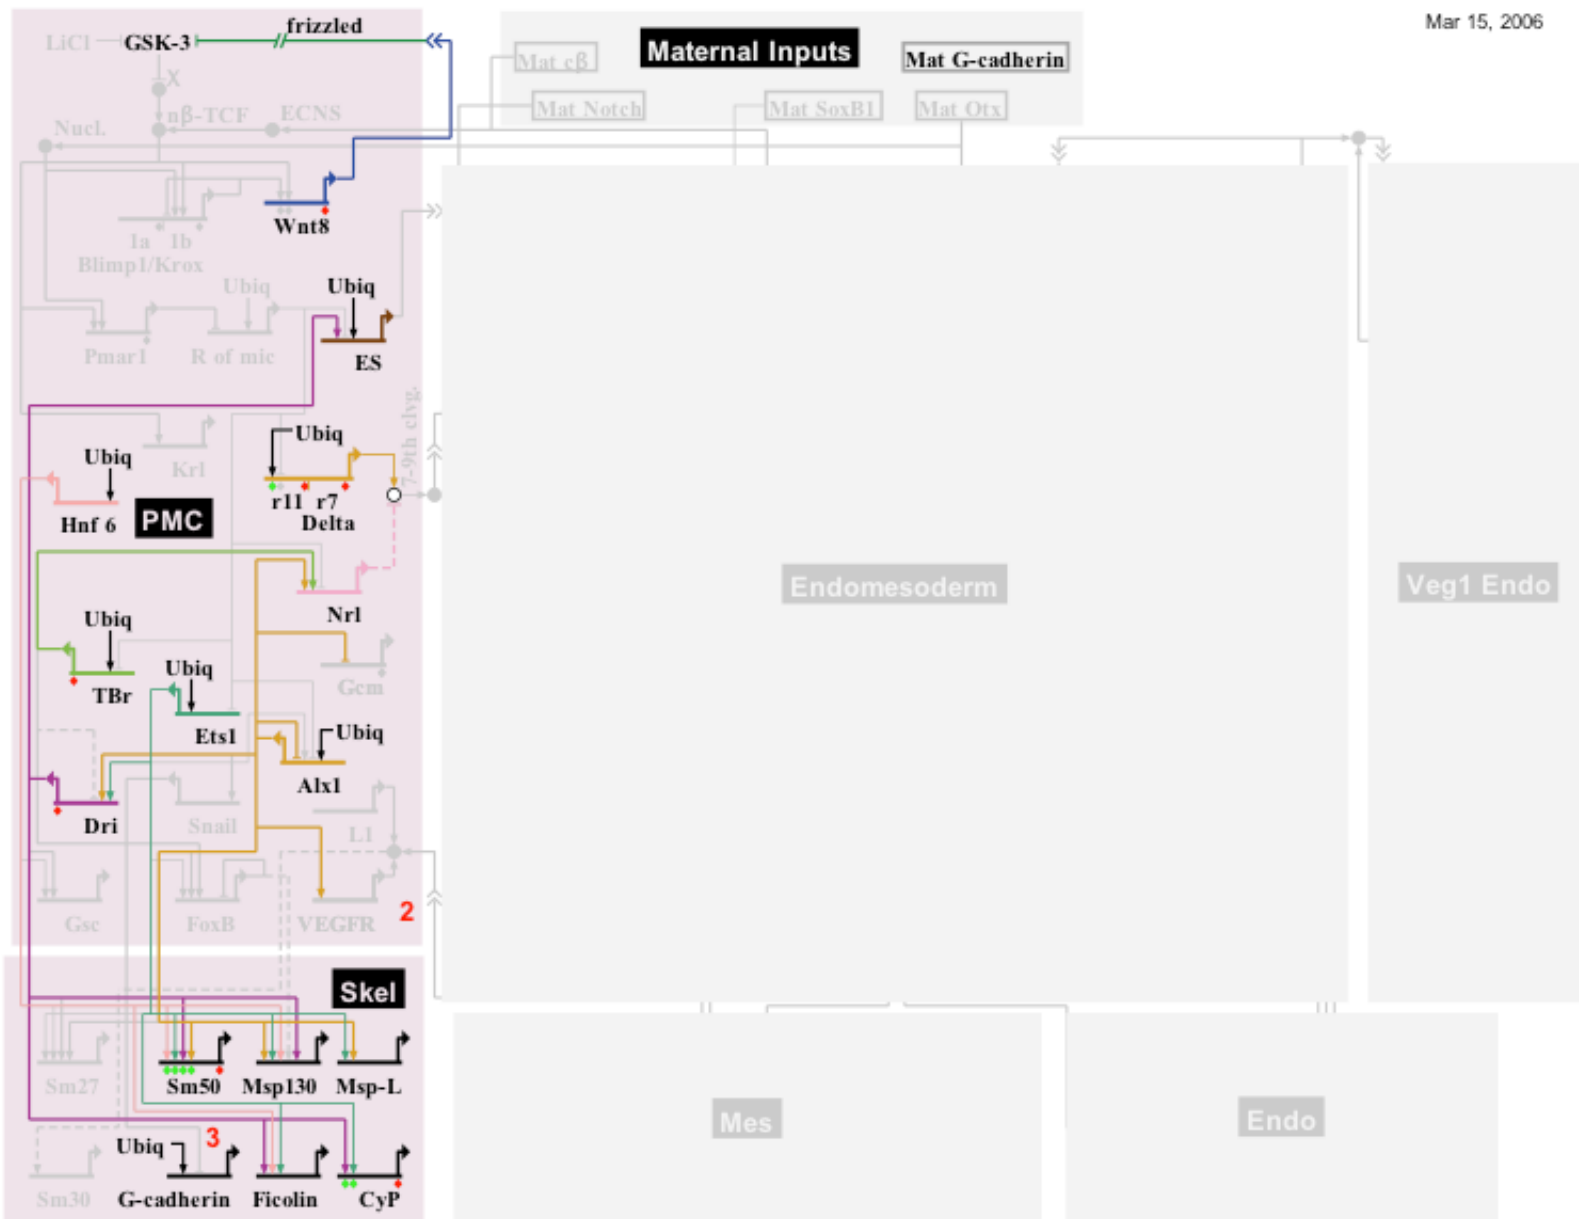 Mar 15, 2006
LiCl
GSK-3
frizzled
Maternal Inputs
Mat cβ
Mat G-cadherin
Mat Notch
Mat SoxB1
Mat Otx
X
nβ-TCF
ECNS
Nucl.
Wnt8
Ia
Ib
Blimp1/Krox
Ubiq
Ubiq
Pmar1
R of mic
ES
7-9th clvg.
Ubiq
Krl
Ubiq
r11
r7
Delta
Hnf 6
PMC
Endomesoderm
Veg1 Endo
Nrl
Ubiq
TBr
Ubiq
Gcm
Ets1
Ubiq
Alx1
Dri
Snail
L1
Gsc
FoxB
VEGFR
2
Skel
Sm27
Sm50
Msp130
Msp-L
Mes
Endo
Ubiq
3
Sm30
G-cadherin
Ficolin
CyP